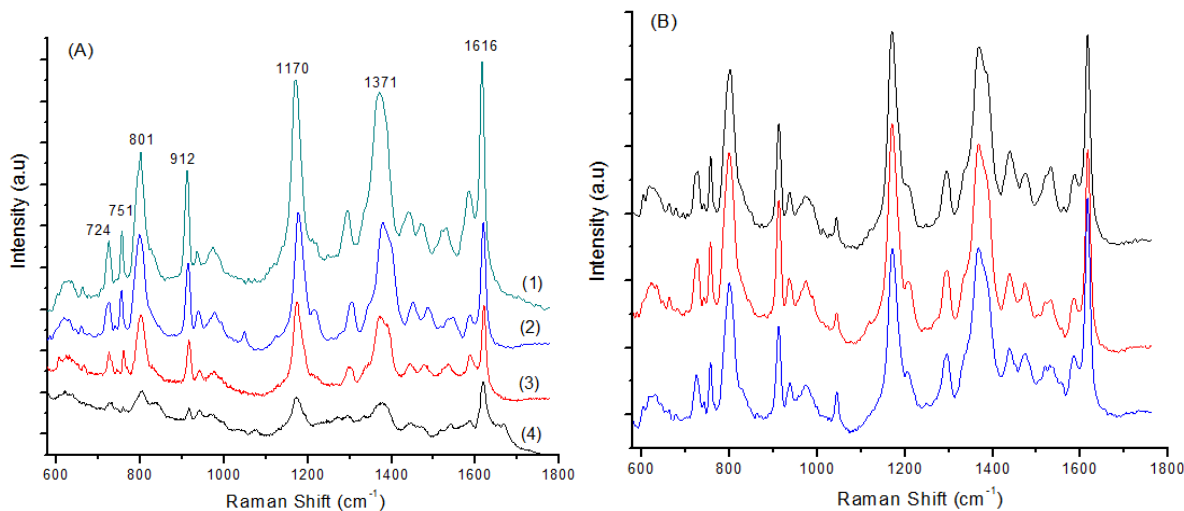 (A)
1616
1170
1371
801
912
751
724
(1)
(2)
(3)
(4)
Intensity (a.u)
600 800 1000 1200 1400 1600 1800
Raman Shift (cm⁻¹)
(B)
Intensity (a.u)
600 800 1000 1200 1400 1600 1800
Raman Shift (cm⁻¹)